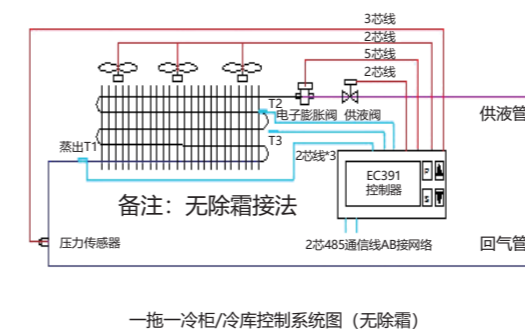 3芯线
2芯线
5芯线
2芯线
T2
电子膨胀阀 供液阀
供液管
T3
蒸出T1
2芯线*3
EC391
控制器
P
S
备注：无除霜接法
压力传感器
2芯485通信线AB接网络
回气管
一拖一冷柜/冷库控制系统图（无除霜）